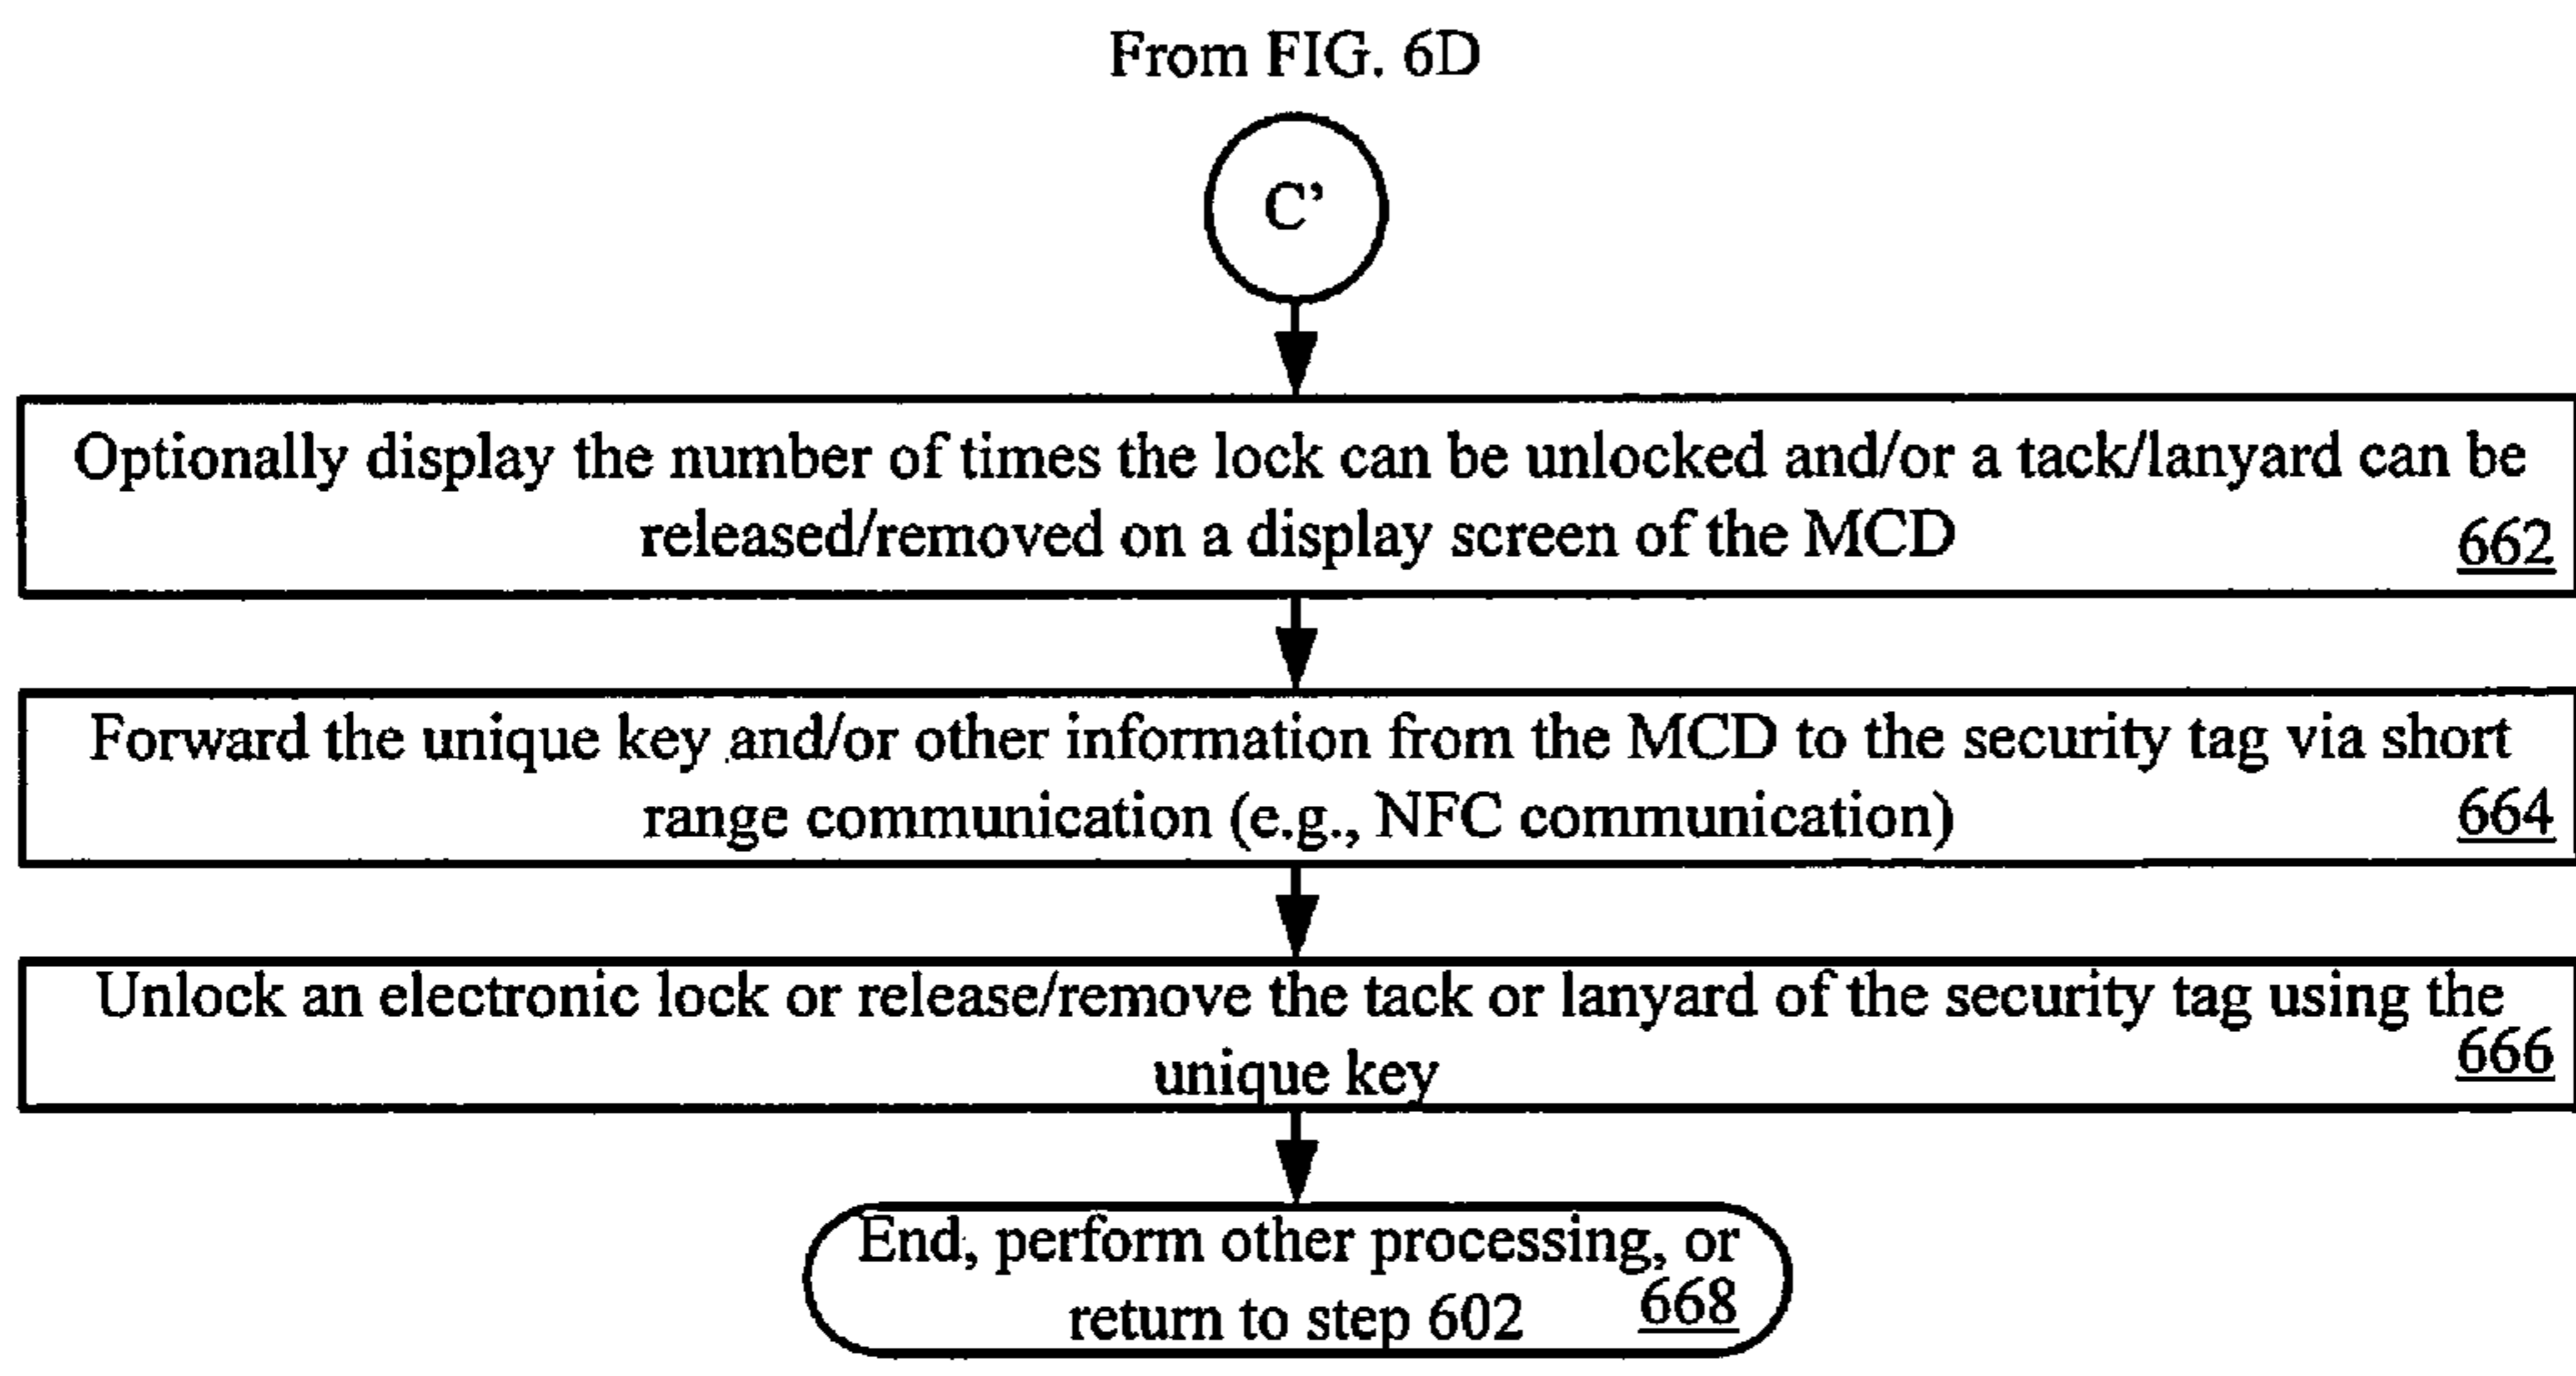 From FIG. 6D
C’
Optionally display the number of times the lock can be unlocked and/or a tack/lanyard can be
released/removed on a display screen of the MCD
662
Forward the unique key and/or other information from the MCD to the security tag via short
range communication (e.g., NFC communication)
664
Unlock an electronic lock or release/remove the tack or lanyard of the security tag using the
unique key
666
End, perform other processing, or
return to step 602
668